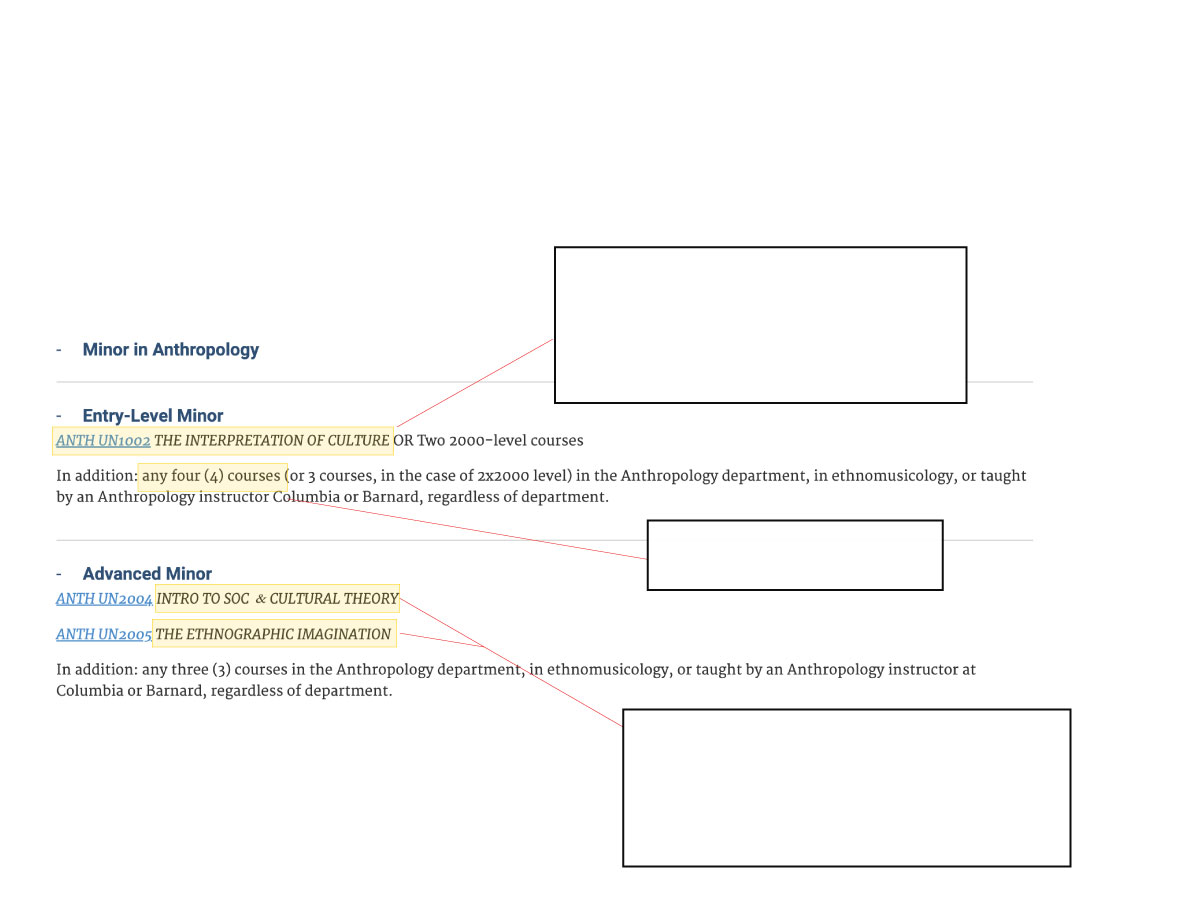 - Minor in Anthropology
- Entry-Level Minor
ANTH UN1002 THE INTERPRETATION OF CULTURE OR Two 2000-level courses
In addition: any four (4) courses (or 3 courses, in the case of 2x2000 level) in the Anthropology department, in ethnomusicology, or taught
by an Anthropology instructor Columbia or Barnard, regardless of department.
- Advanced Minor
ANTH UN2004 INTRO TO SOC & CULTURAL THEORY
ANTH UN2005 THE ETHNOGRAPHIC IMAGINATION
In addition: any three (3) courses in the Anthropology department, in ethnomusicology, or taught by an Anthropology instructor at
Columbia or Barnard, regardless of department.